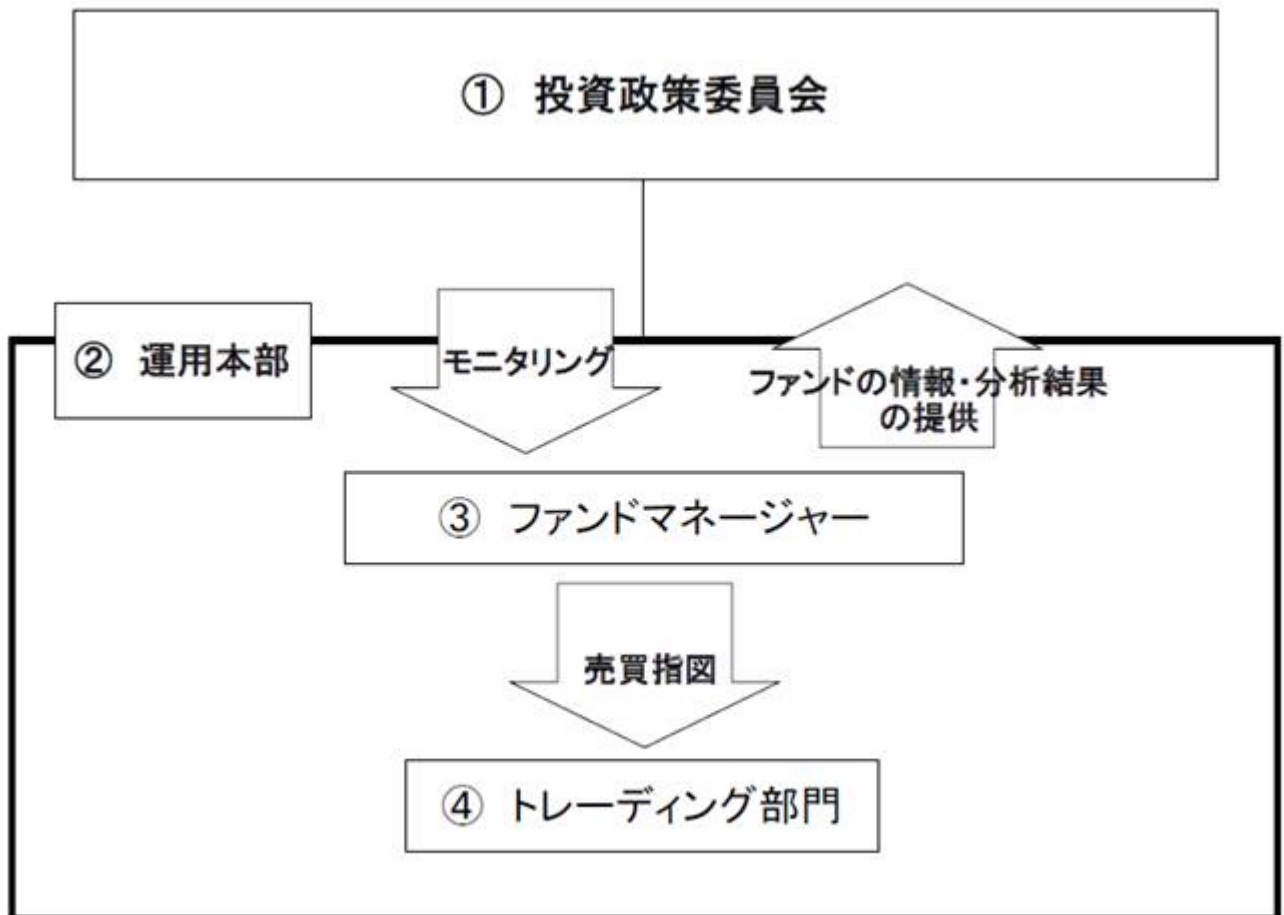 ① 投資政策委員会
② 運用本部
モニタリング
ファンドの情報・分析結果
の提供
③ ファンドマネージャー
売買指図
④ トレーディング部門